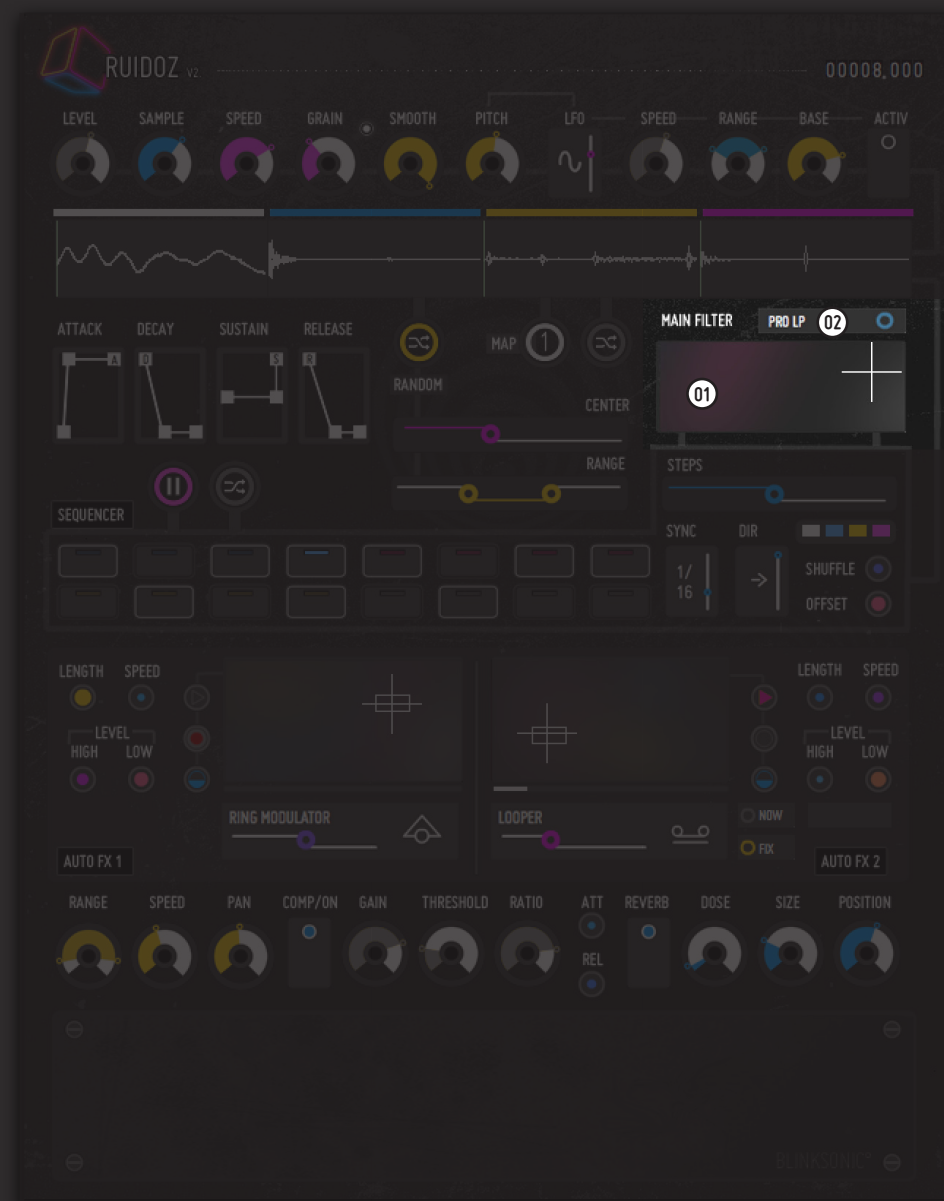 RUIDOZ V2
00008,000
LEVEL SAMPLE SPEED GRAIN SMOOTH PITCH LFO SPEED RANGE BASE ACTIV
ATTACK DECAY SUSTAIN RELEASE
A D S R
RANDOM
MAP 1
CENTER
RANGE
MAIN FILTER PRO LP 02
01
STEPS
SYNC DIR
1/
16
SHUFFLE
OFFSET
SEQUENCER
LENGTH SPEED
LEVEL
HIGH LOW
RING MODULATOR
AUTO FX 1
LOOPER
LENGTH SPEED
LEVEL
HIGH LOW
NOW
FIX
AUTO FX 2
RANGE SPEED PAN COMP/ON GAIN THRESHOLD RATIO ATT REVERB DOSE SIZE POSITION
REL
BLINKSONIC®